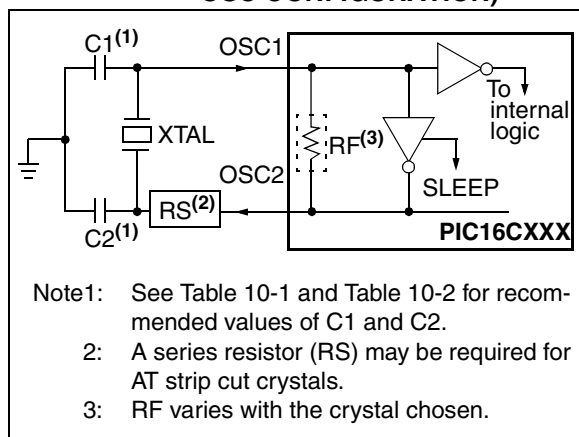 OSC CONFIGURATION)
C1(1)
OSC1
To
internal
logic
XTAL
RF(3)
OSC2
SLEEP
RS(2)
C2(1)
PIC16CXXX
Note1: See Table 10-1 and Table 10-2 for recom-
mended values of C1 and C2.
2: A series resistor (RS) may be required for
AT strip cut crystals.
3: RF varies with the crystal chosen.